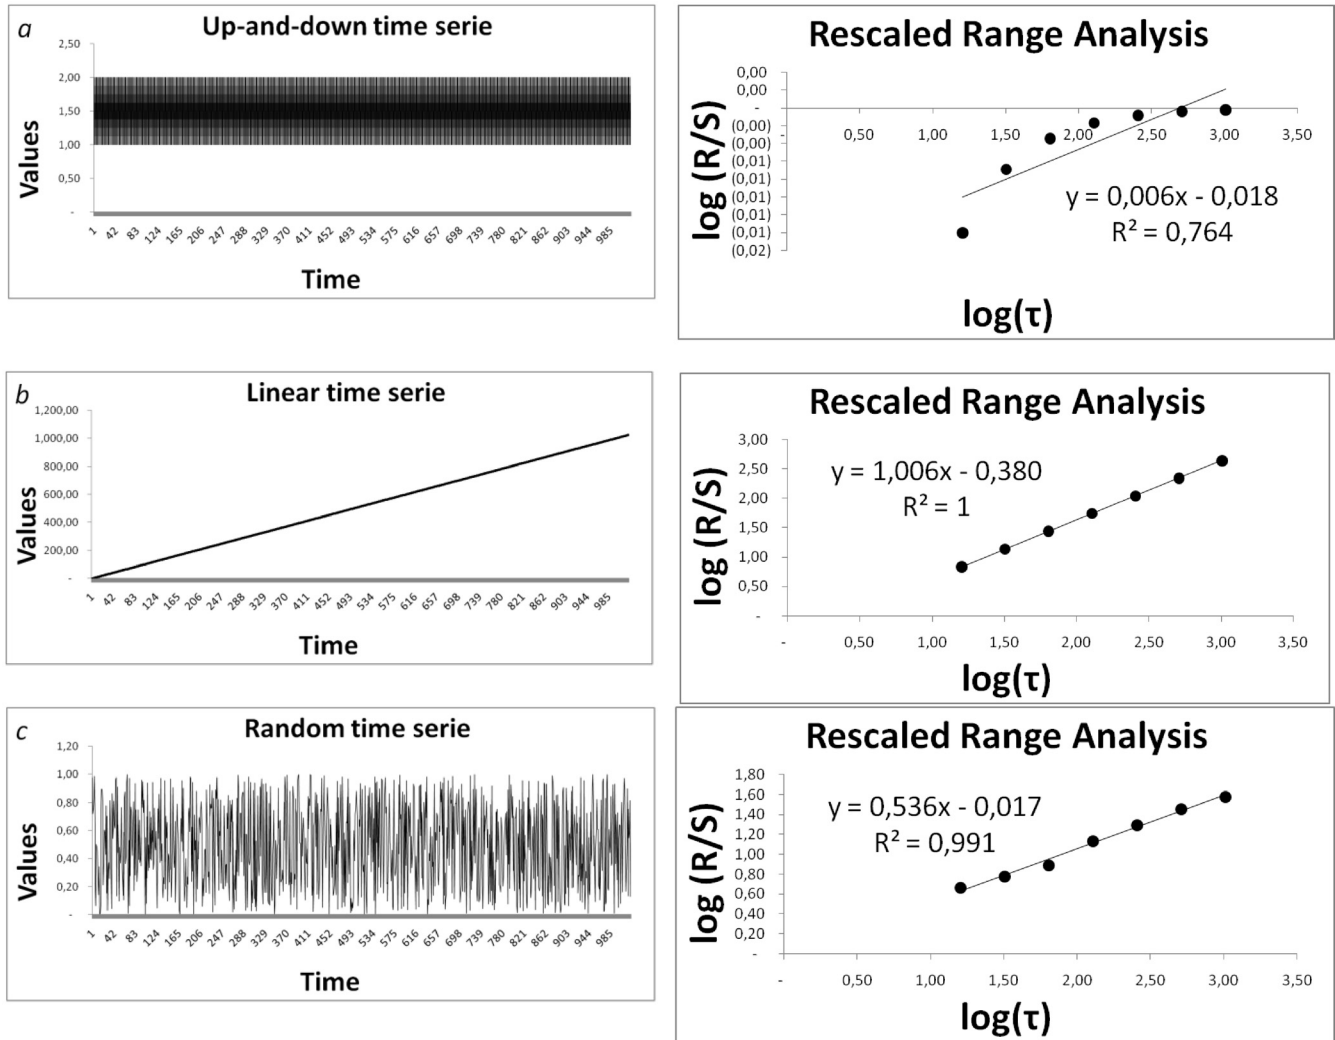 a
Up-and-down time serie
2,50
2,00
1,50
1,00
0,50
-
Values
1 42 83 124 165 206 247 288 329 370 411 452 493 534 575 616 657 698 739 780 821 862 903 944 985
Time
Rescaled Range Analysis
0,00
0,00
-
(0,00)
(0,00)
(0,01)
(0,01)
(0,01)
(0,01)
(0,01)
(0,02)
log (R/S)
0,50 1,00 1,50 2,00 2,50 3,00 3,50
y = 0,006x - 0,018
R² = 0,764
log(τ)
b
Linear time serie
1,200,00
1,000,00
800,00
600,00
400,00
200,00
-
Values
1 42 83 124 165 206 247 288 329 370 411 452 493 534 575 616 657 698 739 780 821 862 903 944 985
Time
Rescaled Range Analysis
3,00
2,50
2,00
1,50
1,00
0,50
-
log (R/S)
y = 1,006x - 0,380
R² = 1
- 0,50 1,00 1,50 2,00 2,50 3,00 3,50
log(τ)
c
Random time serie
1,20
1,00
0,80
0,60
0,40
0,20
-
Values
1 42 83 124 165 206 247 288 329 370 411 452 493 534 575 616 657 698 739 780 821 862 903 944 985
Time
Rescaled Range Analysis
1,80
1,60
1,40
1,20
1,00
0,80
0,60
0,40
0,20
-
log (R/S)
y = 0,536x - 0,017
R² = 0,991
- 0,50 1,00 1,50 2,00 2,50 3,00 3,50
log(τ)